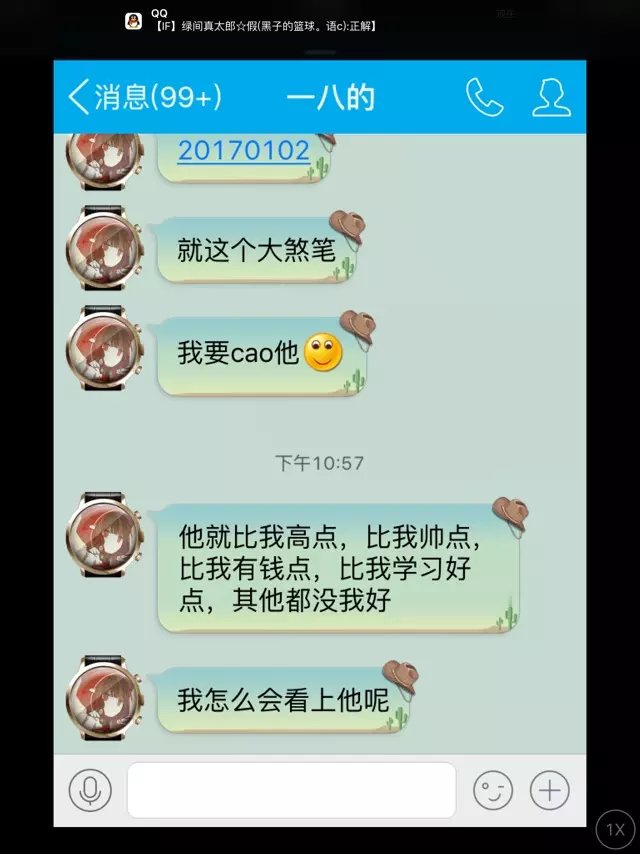 QQ
【IF】绿间真太郎☆假(黑子的篮球。语c):正解】
消息(99+)
一八的
20170102
就这个大煞笔
我要cao他
下午10:57
他就比我高点，比我帅点，
比我有钱点，比我学习好
点，其他都没我好
我怎么会看上他呢
1X